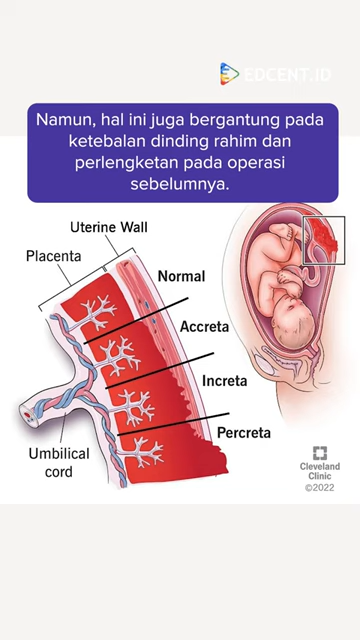 EDCENT.ID
Namun, hal ini juga bergantung pada
ketebalan dinding rahim dan
perlengketan pada operasi
sebelumnya.
Uterine Wall
Placenta
Normal
Accreta
Increta
Percreta
Umbilical
cord
Cleveland
Clinic
©2022